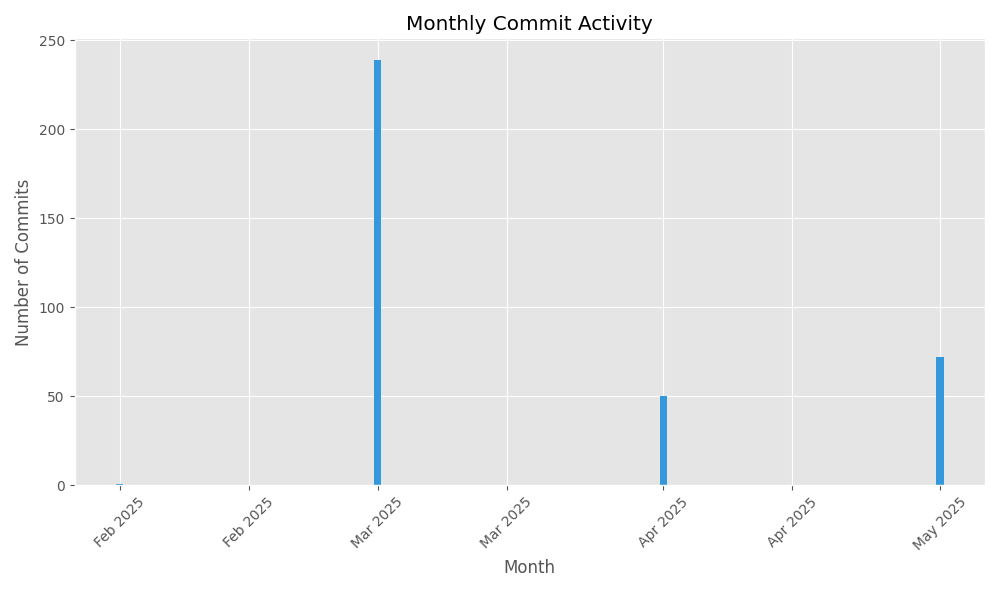 Monthly Commit Activity
Number of Commits
250
200
150
100
50
0
Feb 2025
Feb 2025
Mar 2025
Mar 2025
Apr 2025
Apr 2025
May 2025
Month